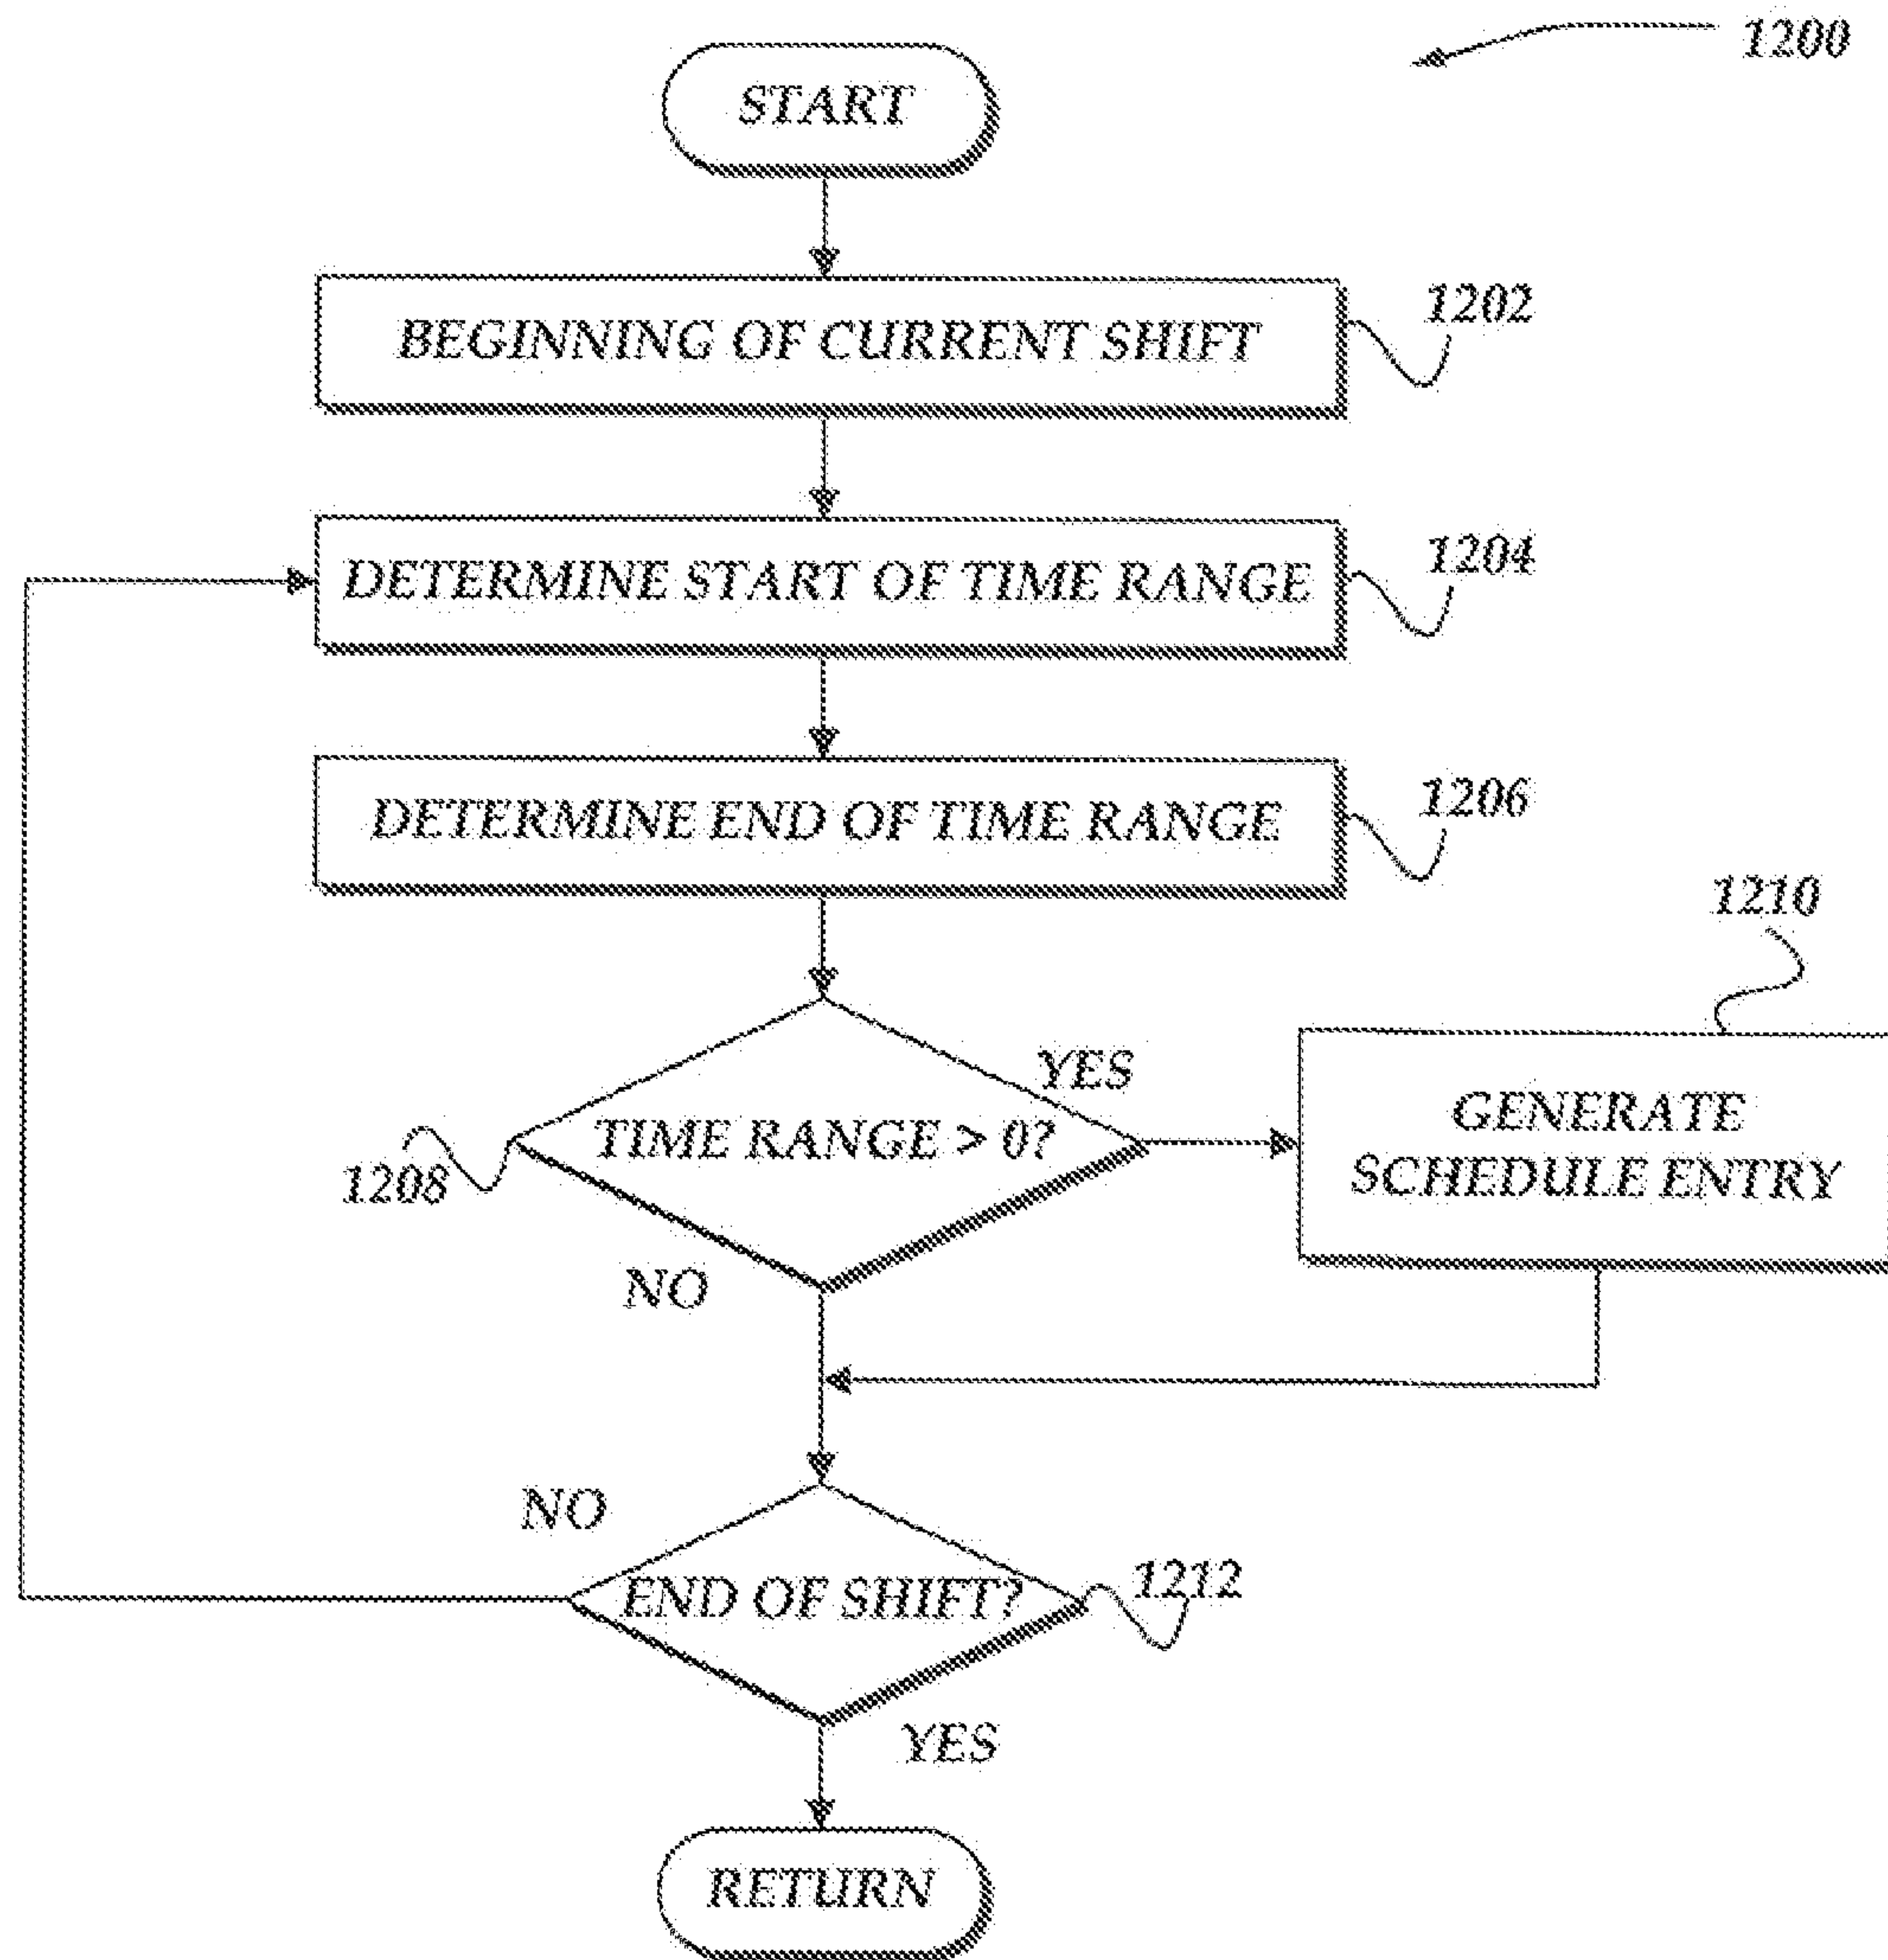 1200
START
BEGINNING OF CURRENT SHIFT
1202
DETERMINE START OF TIME RANGE
1204
DETERMINE END OF TIME RANGE
1206
1210
YES
TIME RANGE > 0?
GENERATE
SCHEDULE ENTRY
1208
NO
NO
END OF SHIFT?
1212
YES
RETURN